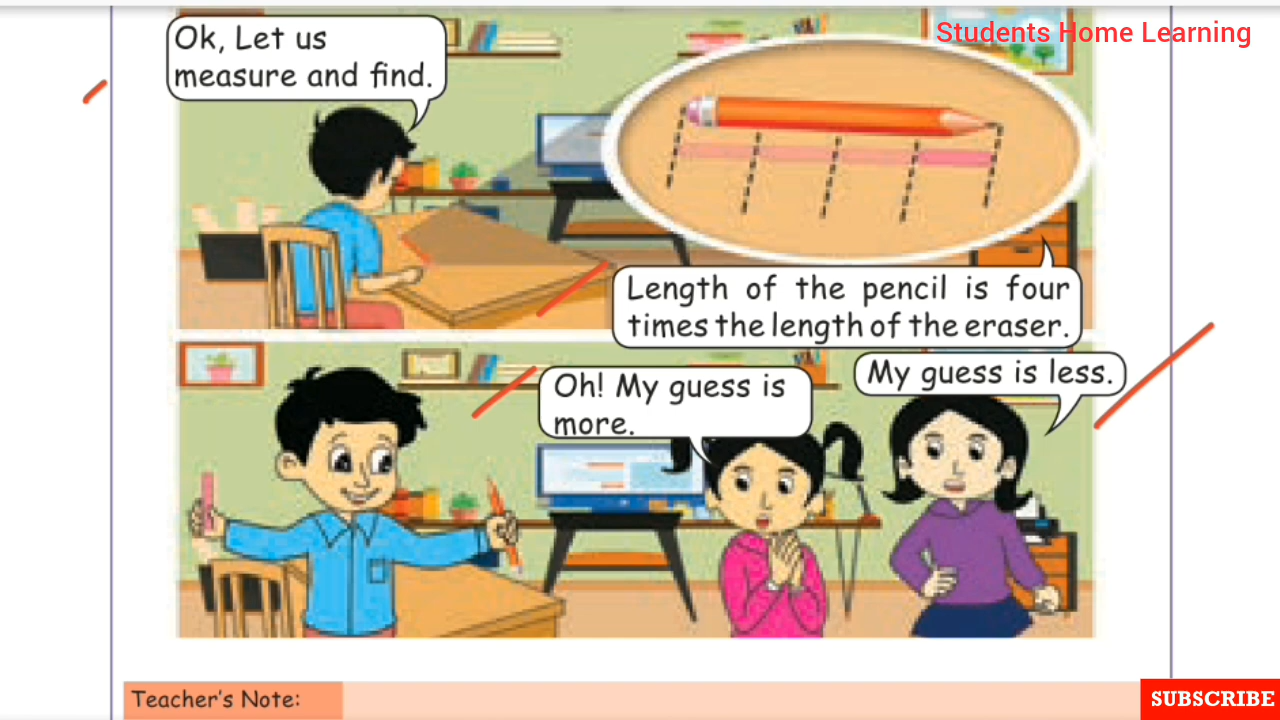 Students Home Learning
Ok, Let us
measure and find.
Length of the pencil is four
times the length of the eraser.
My guess is less.
Oh! My guess is
more.
Teacher's Note:
SUBSCRIBE